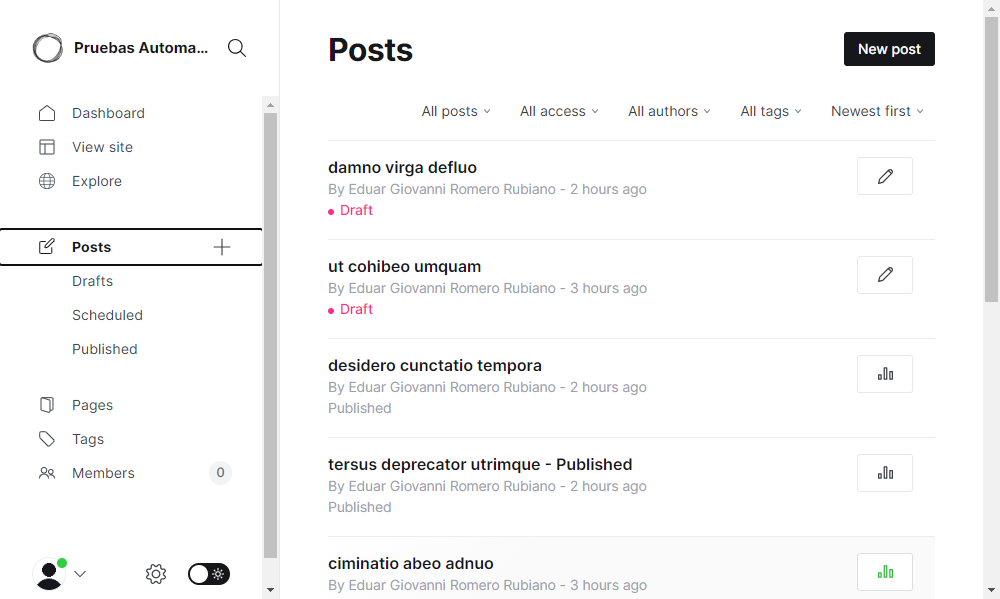 Pruebas Automa...
Dashboard
View site
Explore
Posts
Drafts
Scheduled
Published
Pages
Tags
Members 0
Posts
New post
All posts All access All authors All tags Newest first
damno virga defluo
By Eduar Giovanni Romero Rubiano - 2 hours ago
Draft
ut cohibeo umquam
By Eduar Giovanni Romero Rubiano - 3 hours ago
Draft
desidero cunctatio tempora
By Eduar Giovanni Romero Rubiano - 2 hours ago
Published
tersus deprecator utrimque - Published
By Eduar Giovanni Romero Rubiano - 2 hours ago
Published
ciminatio abeo adnuo
By Eduar Giovanni Romero Rubiano - 3 hours ago